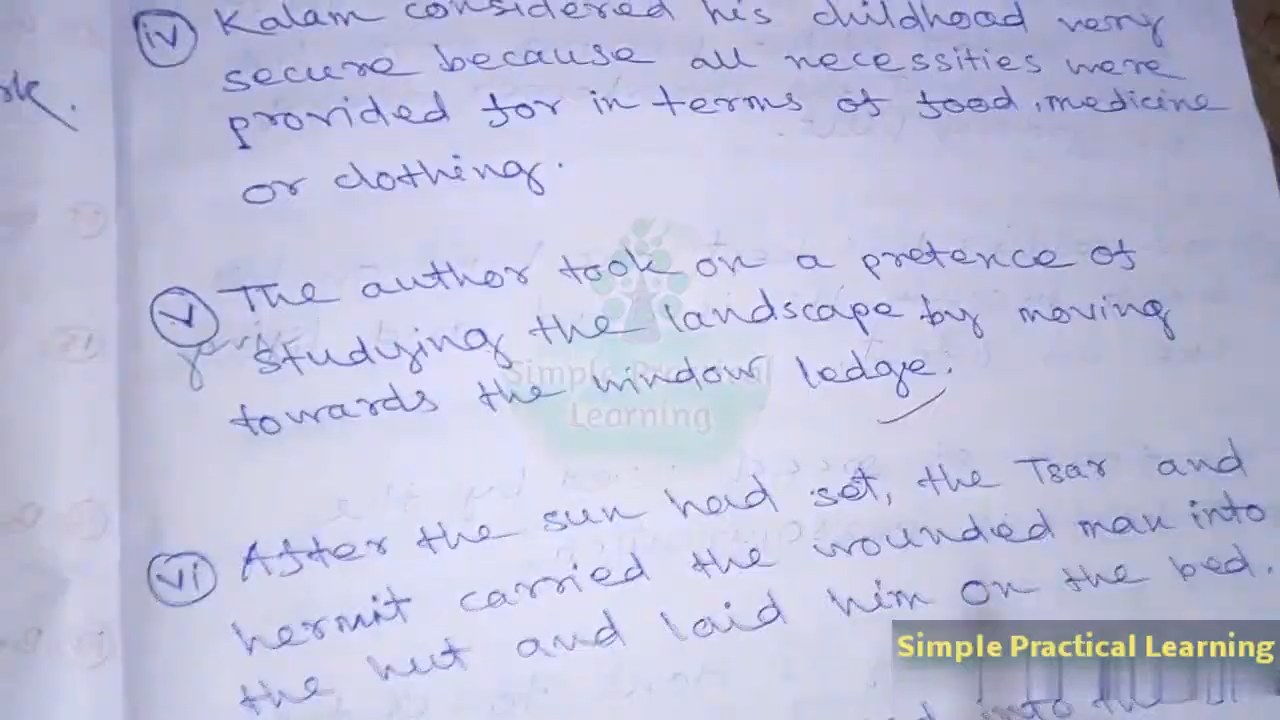 rk.
iv Kalam considered his childhood very
secure because all necessities were
provided for in terms of food, medicine
or clothing.
v The author took on a pretence of
studying the landscape by moving
towards the window ledge.
Simple Practical
Learning
vi After the sun had set, the Tsar and
hermit carried the wounded man into
the hut and laid him on the bed.
Simple Practical Learning
into the